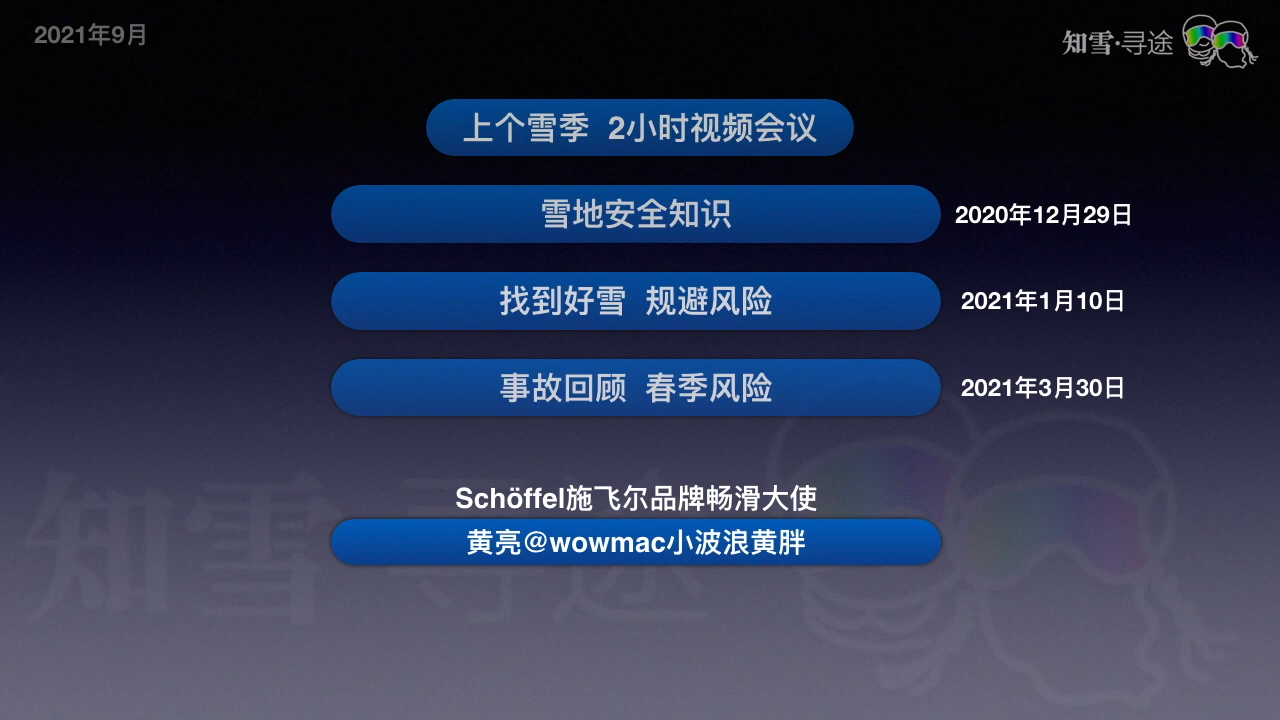 2021年9月
知雪·寻途
上个雪季 2小时视频会议
雪地安全知识 2020年12月29日
找到好雪 规避风险 2021年1月10日
事故回顾 春季风险 2021年3月30日
Schöffel施飞尔品牌畅滑大使
黄亮@wowmac小波浪黄胖
知雪·寻途